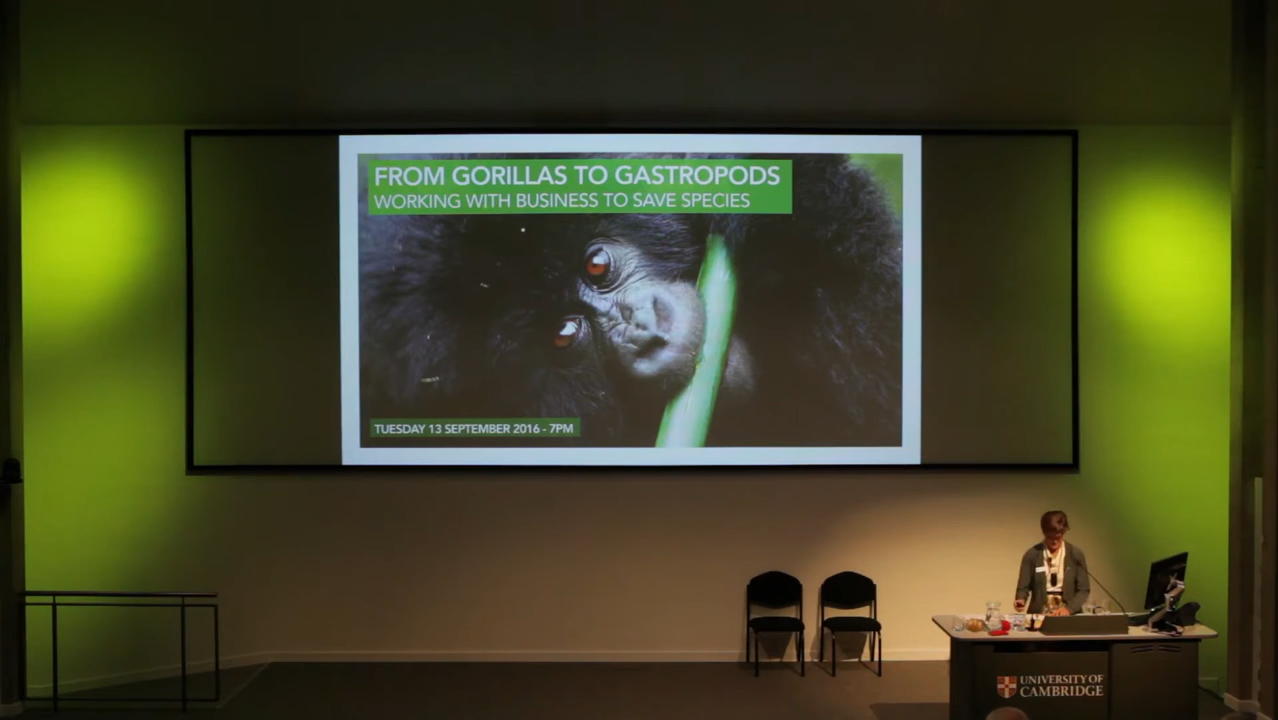 FROM GORILLAS TO GASTROPODS
WORKING WITH BUSINESS TO SAVE SPECIES
TUESDAY 13 SEPTEMBER 2016 - 7PM
UNIVERSITY OF
CAMBRIDGE